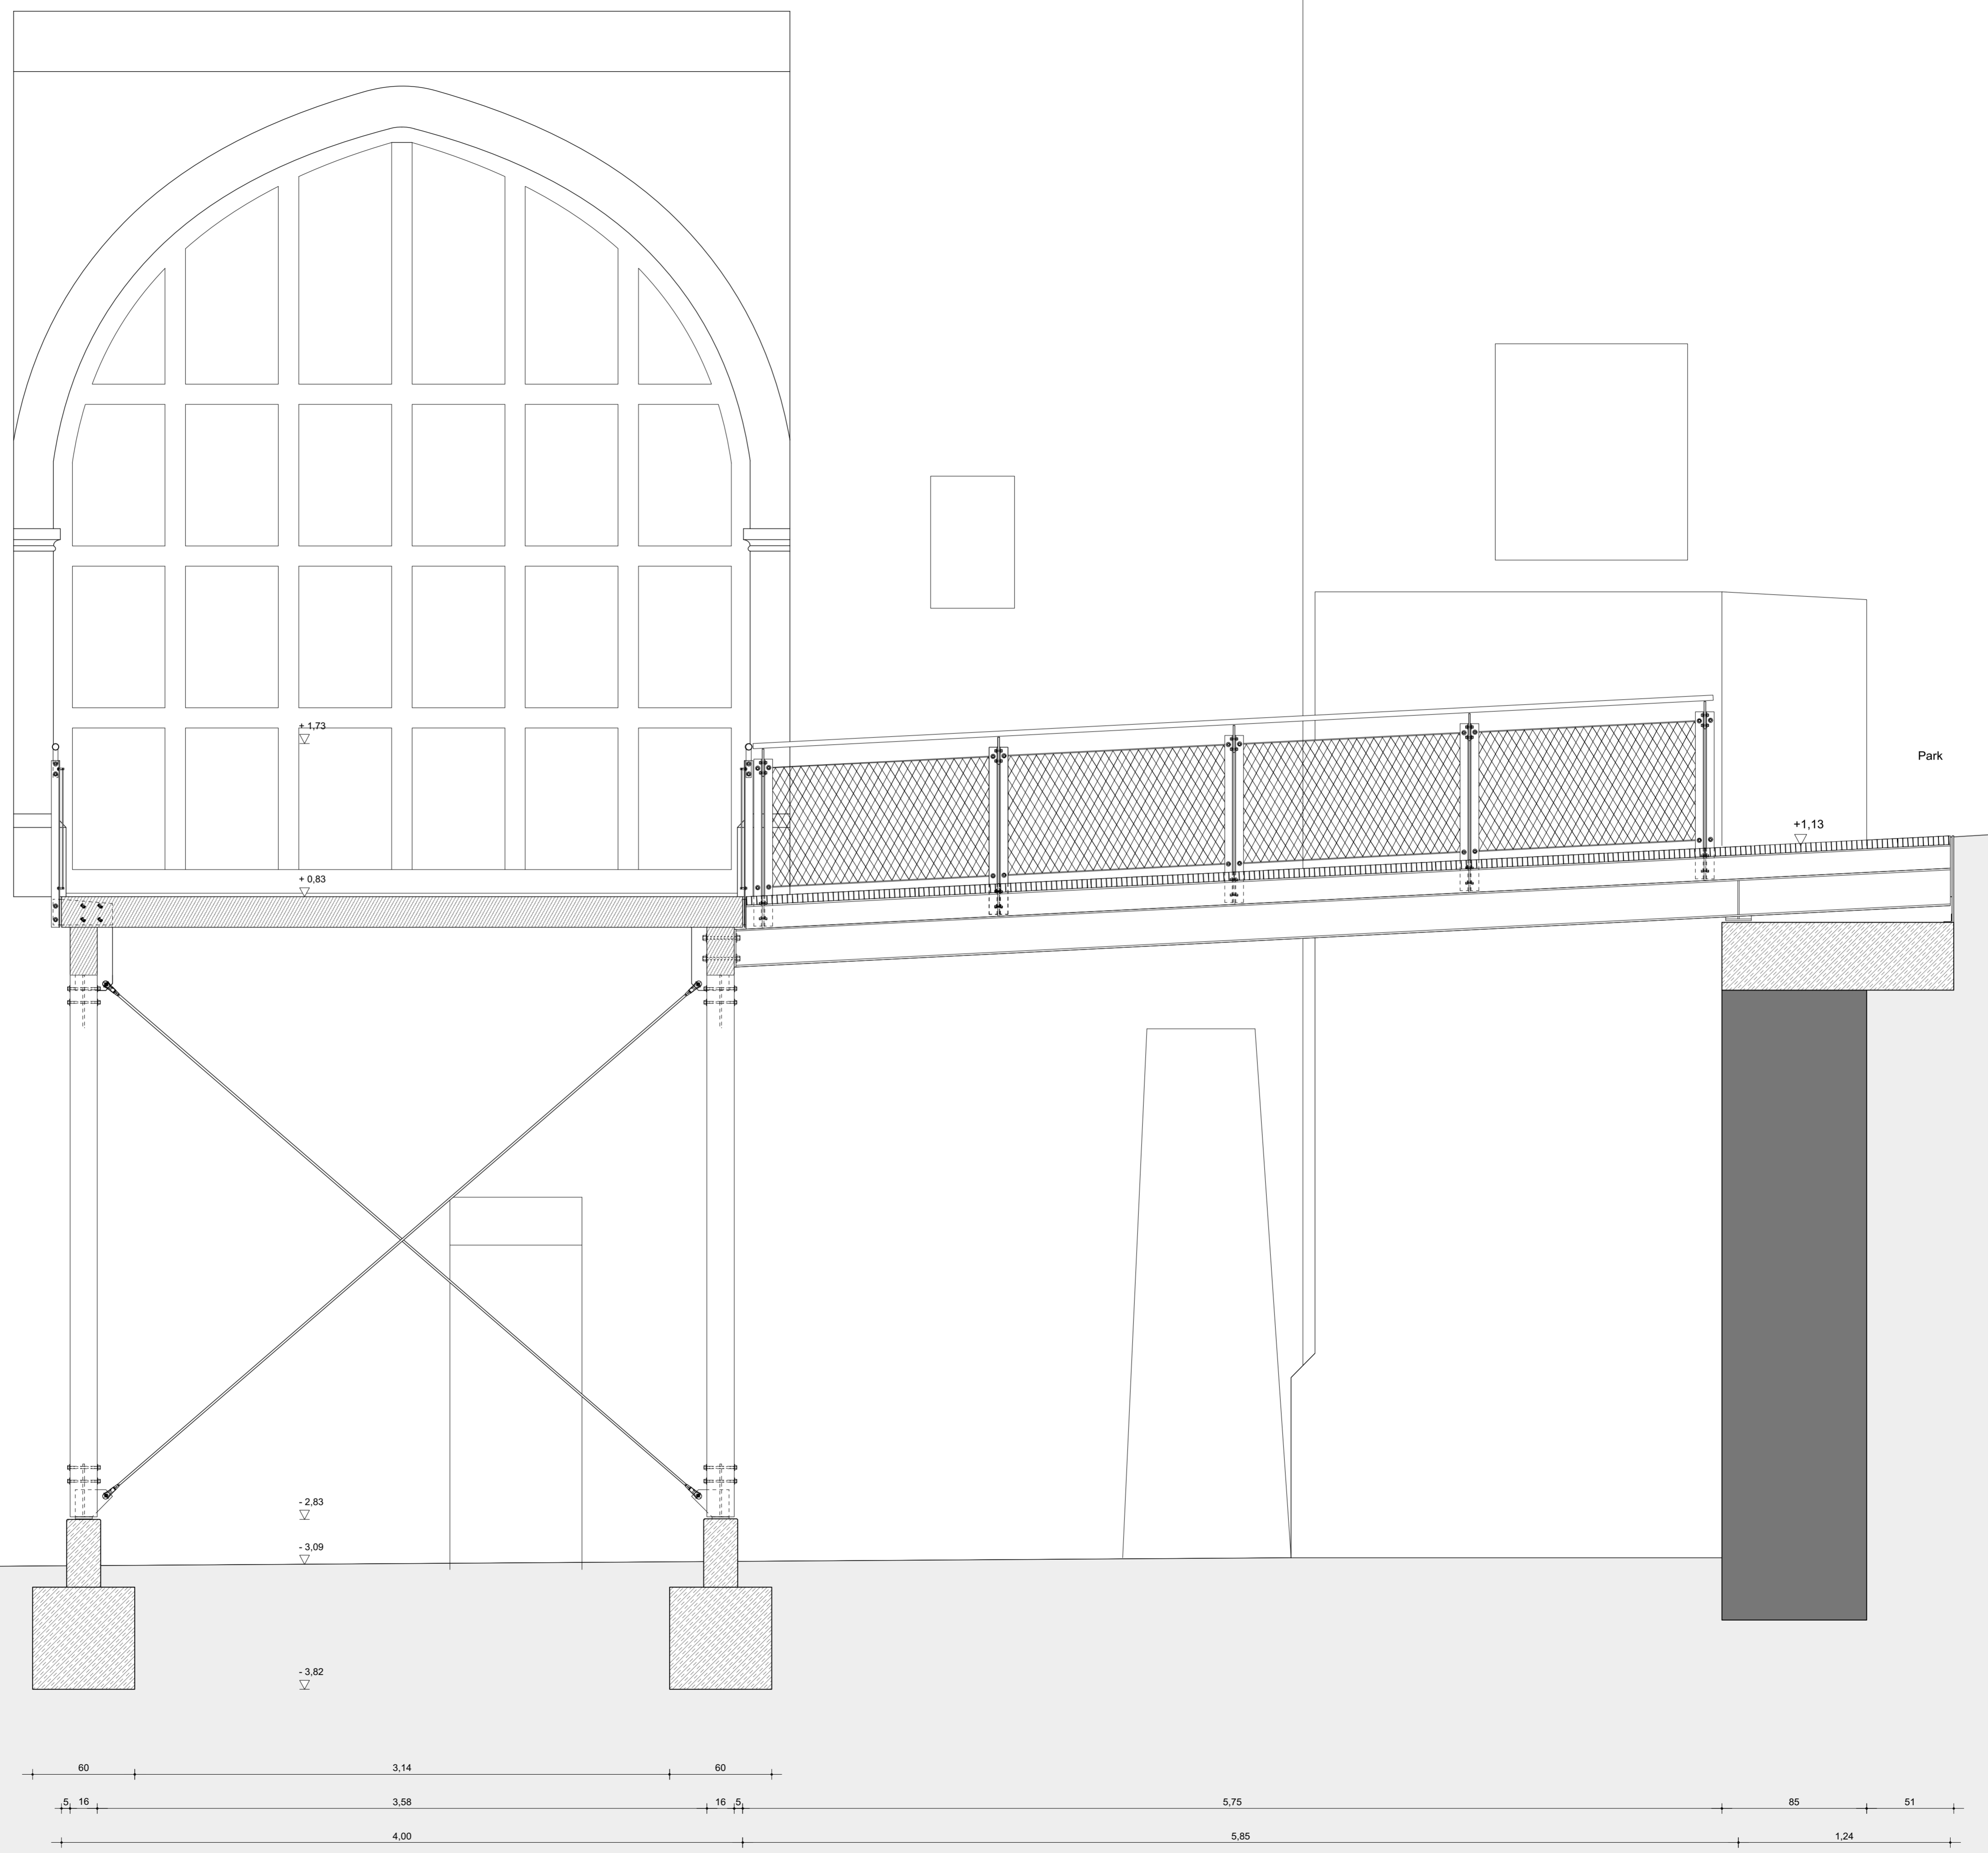 + 1,73
Park
+1,13
+ 0,83
- 2,83
- 3,09
- 3,82
60 3,14 60
5 16 3,58 16 5 5,75 85 51
4,00 5,85 1,24